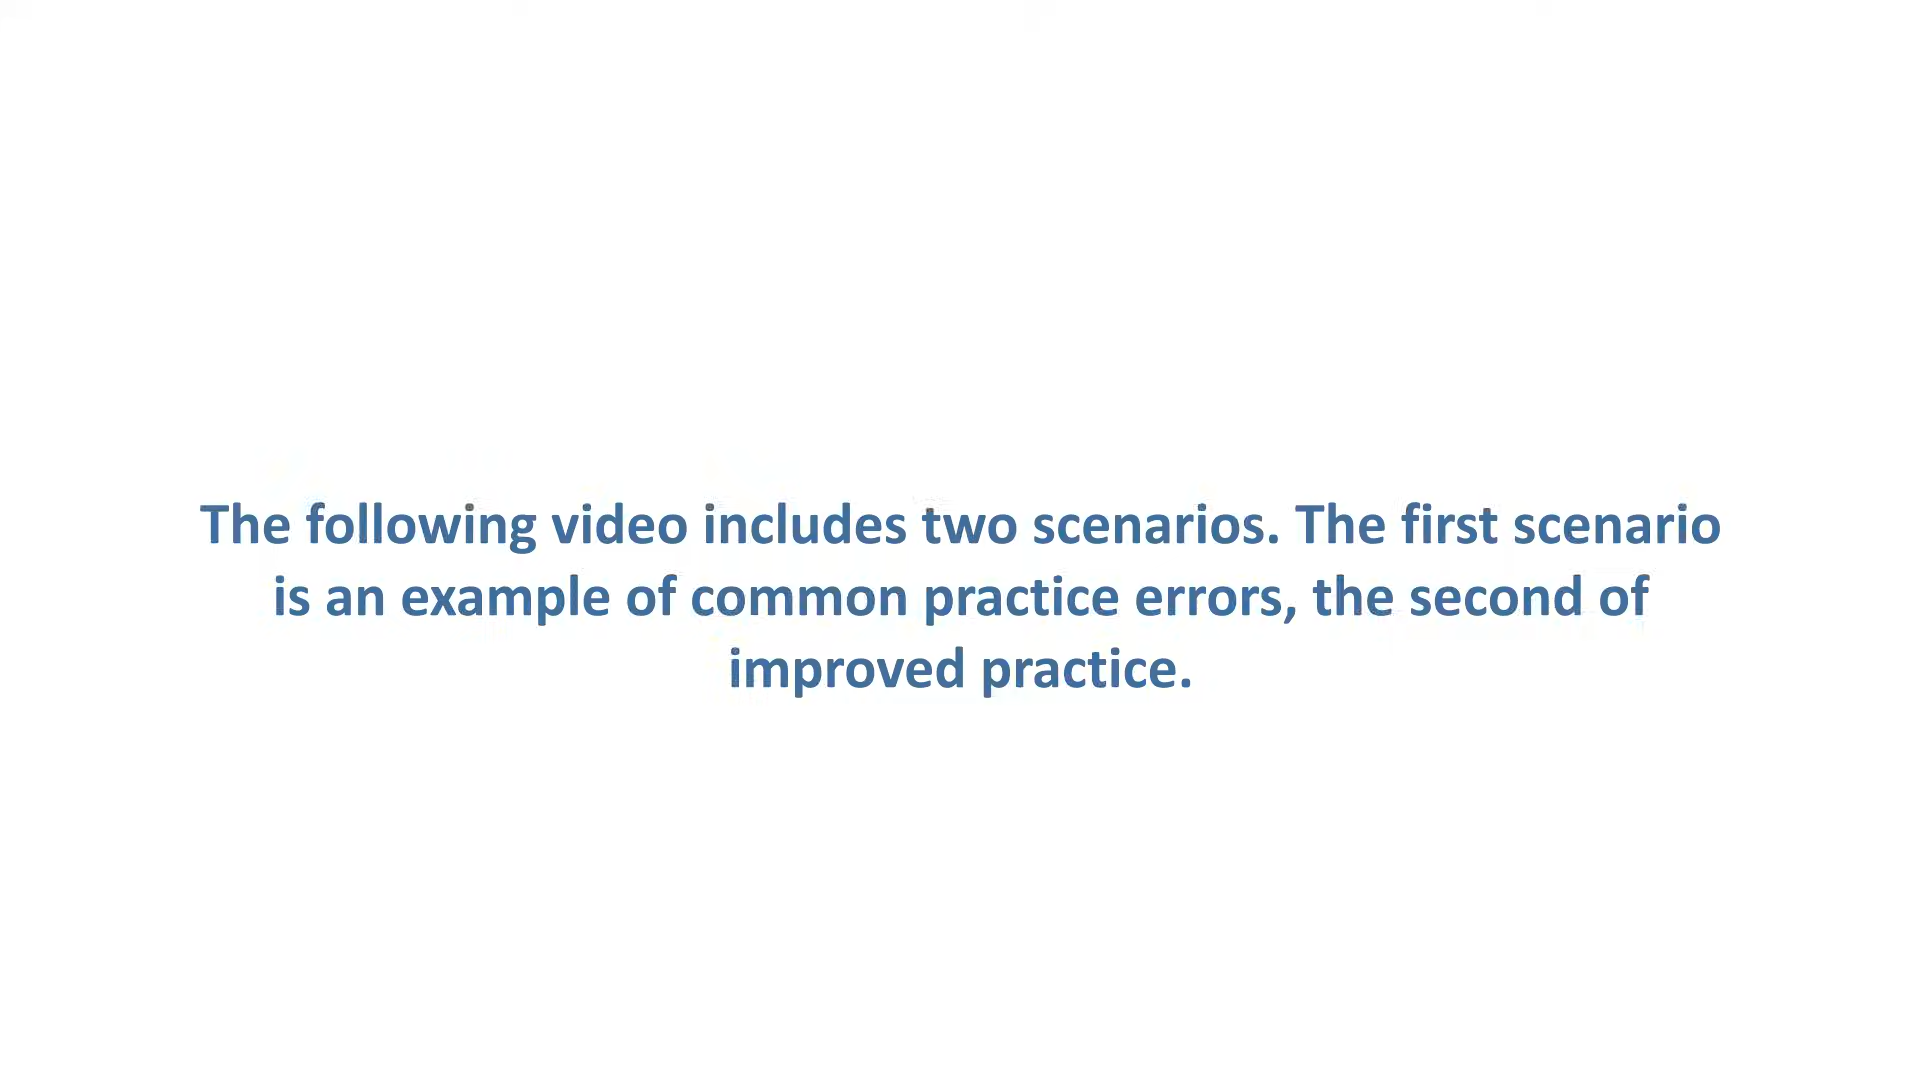 The following video includes two scenarios. The first scenario
is an example of common practice errors, the second of
improved practice.